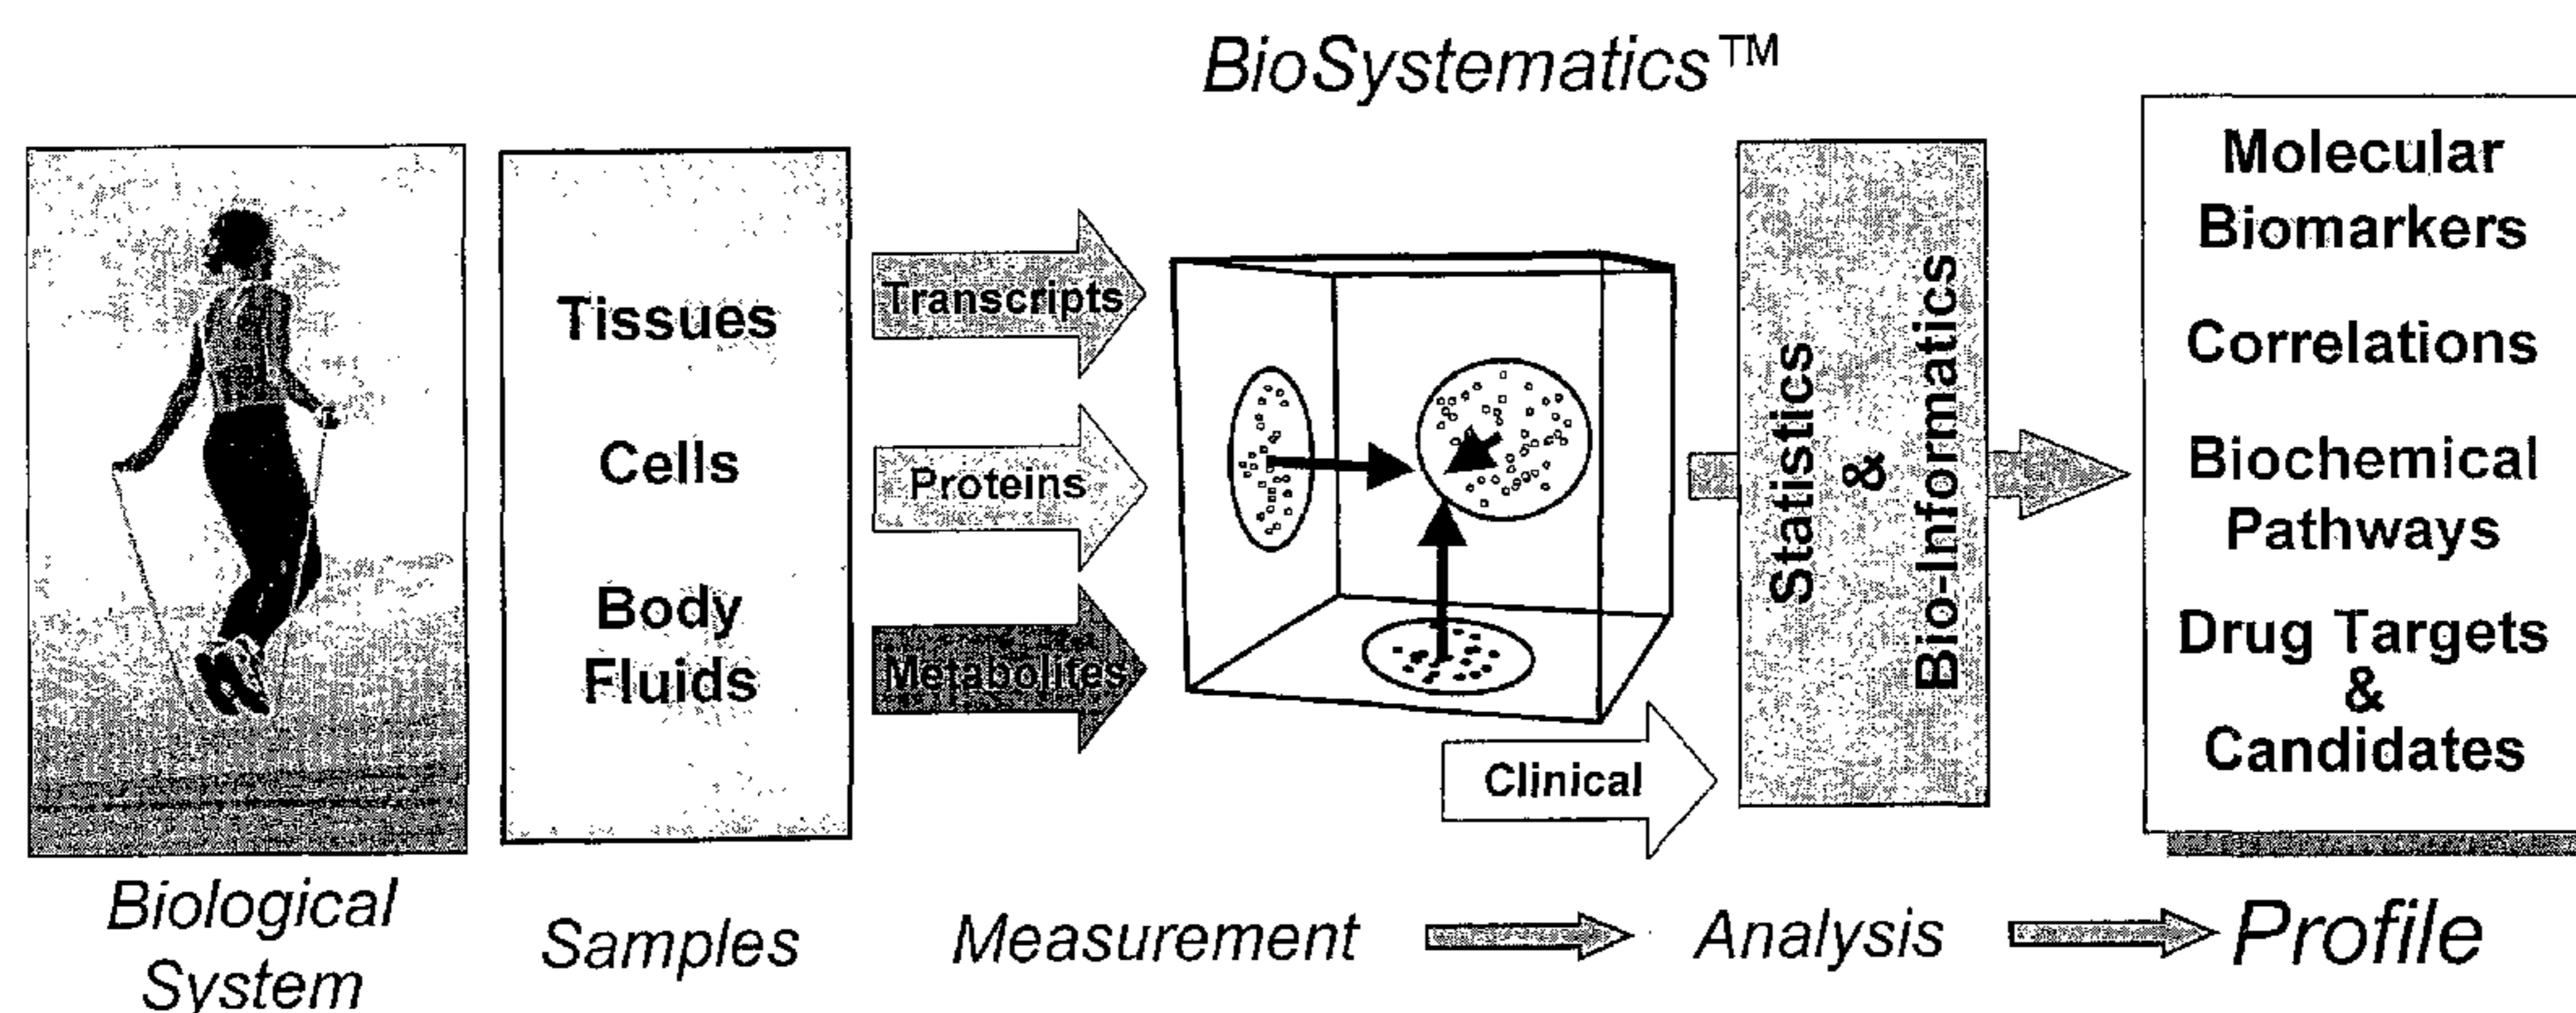 BioSystematics™
Tissues
Cells
Body
Fluids
Transcripts
Proteins
Metabolites
Clinical
Statistics
&
Bio-Informatics
Molecular
Biomarkers
Correlations
Biochemical
Pathways
Drug Targets
&
Candidates
Biological
System
Samples
Measurement
Analysis
Profile